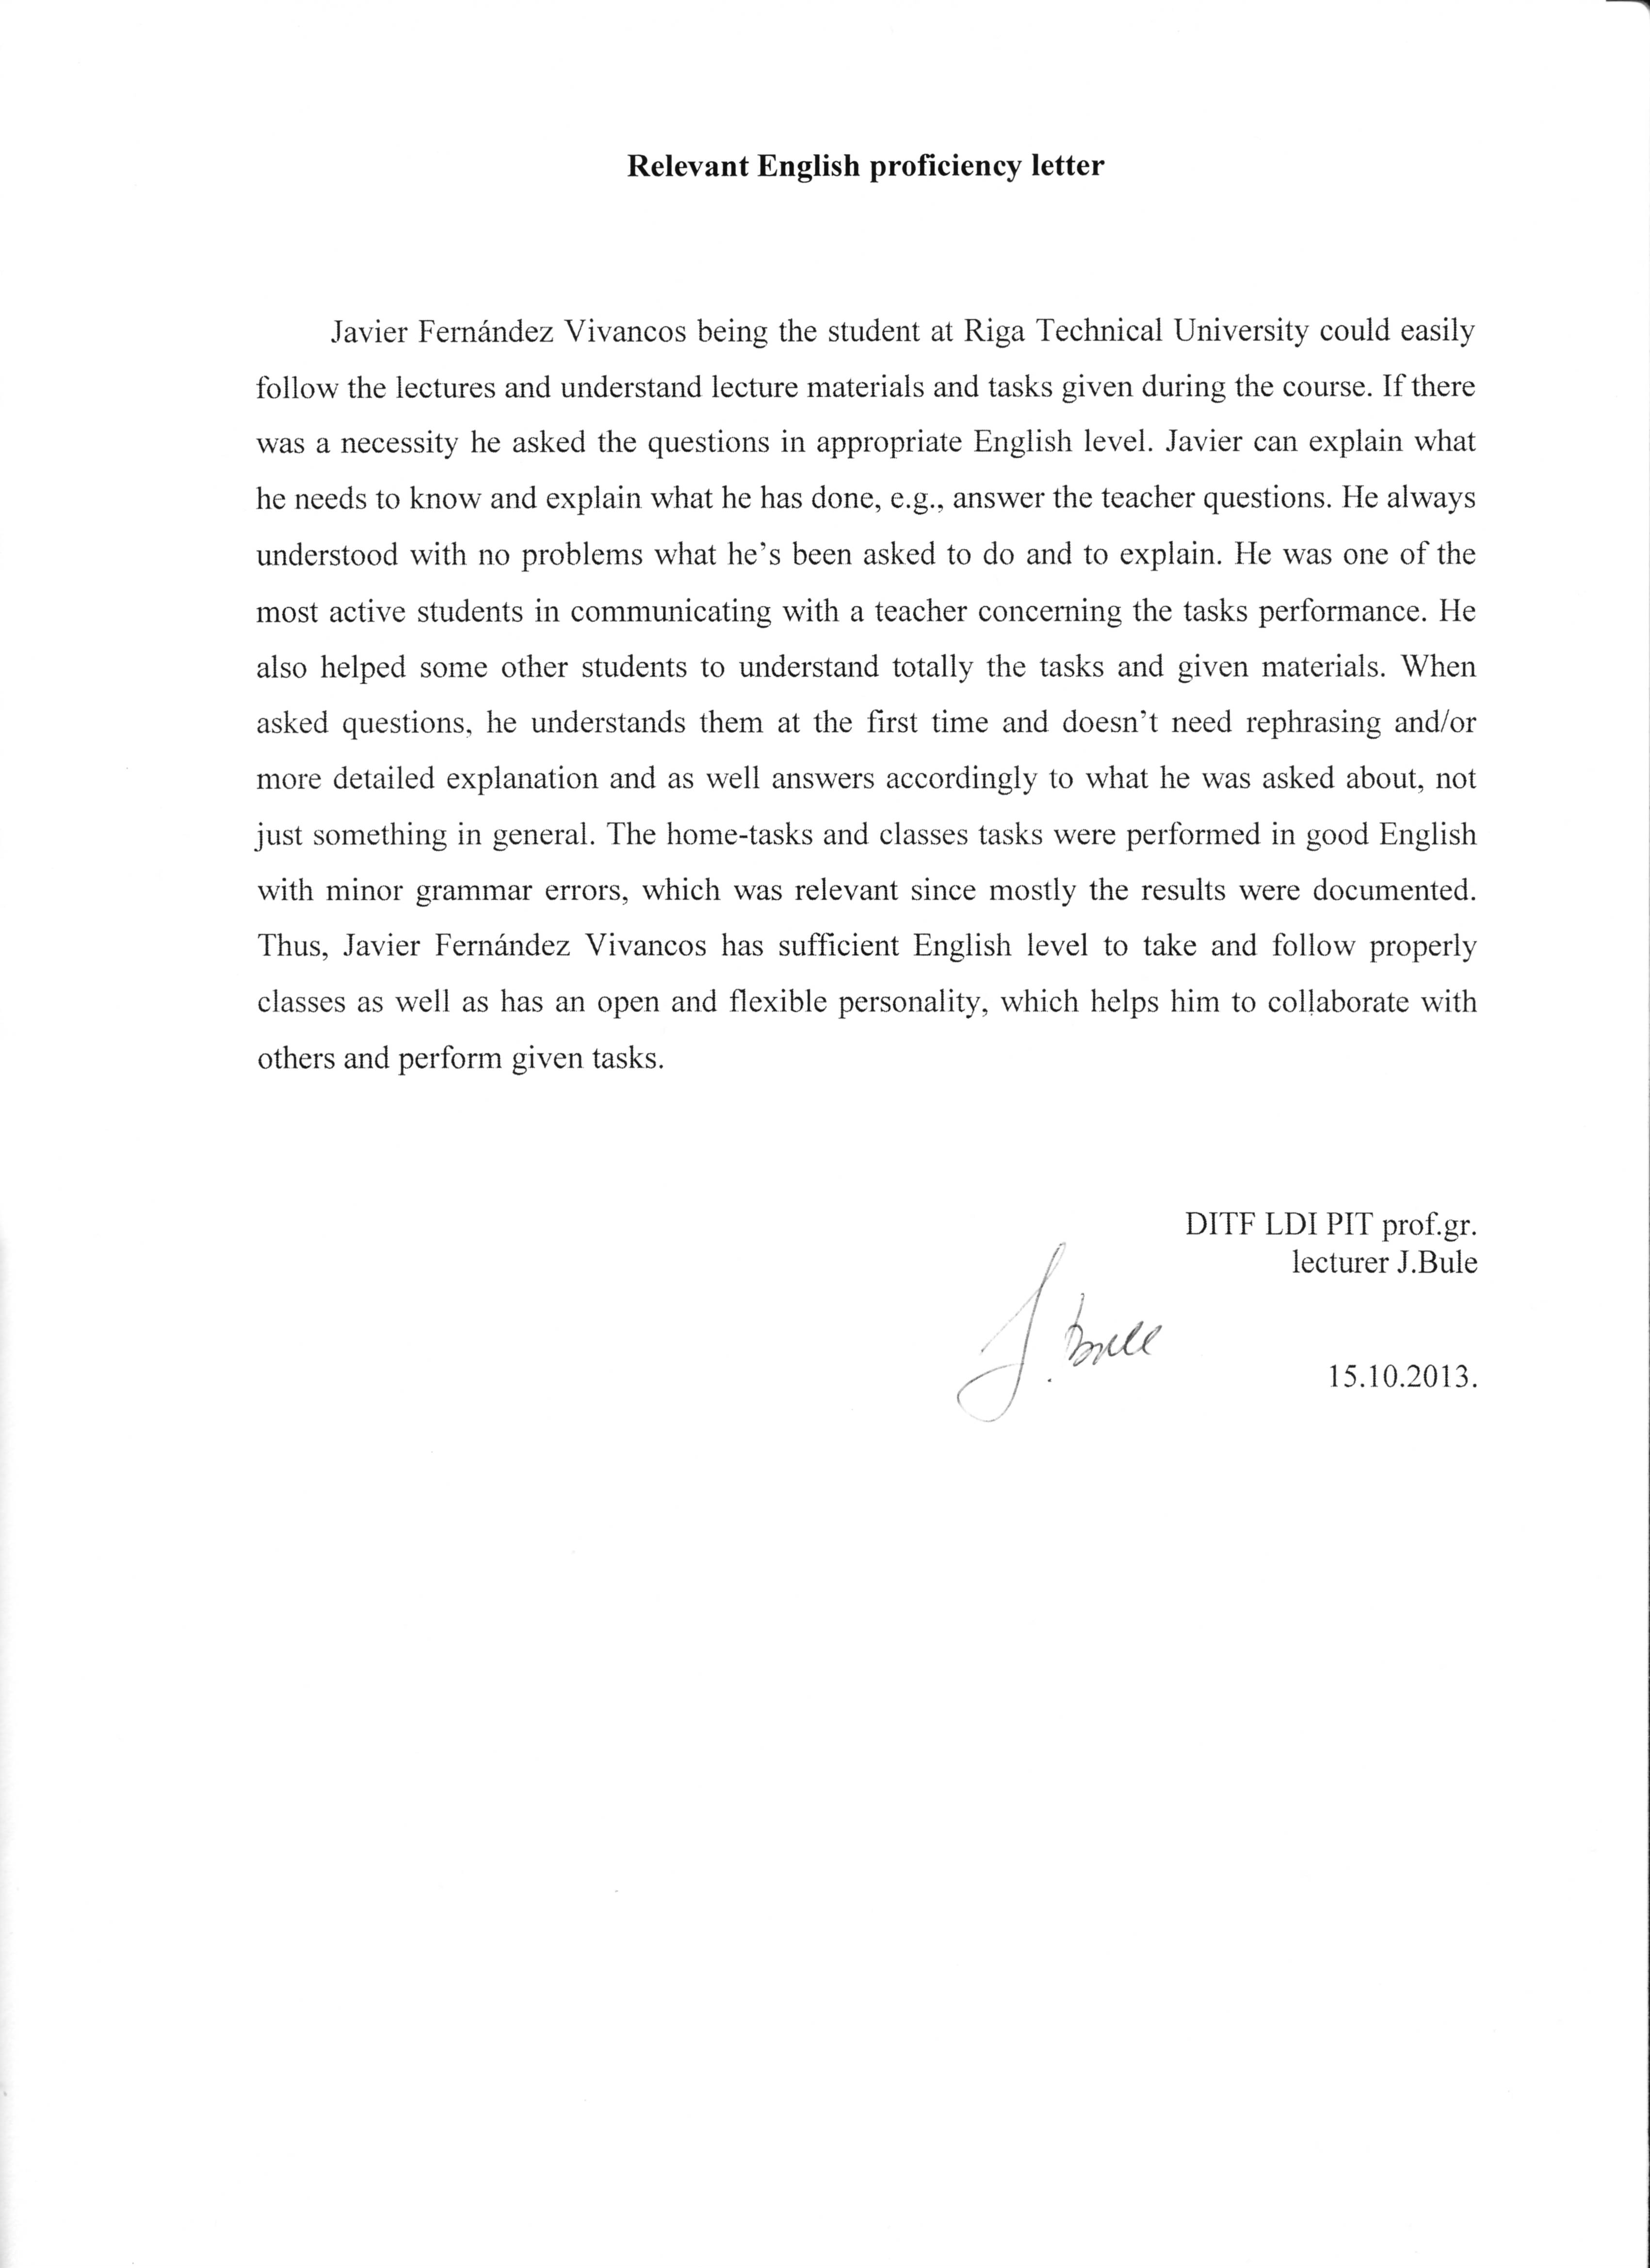 Relevant English proficiency letter
Javier Fernández Vivancos being the student at Riga Technical University could easily
follow the lectures and understand lecture materials and tasks given during the course. If there
was a necessity he asked the questions in appropriate English level. Javier can explain what
he needs to know and explain what he has done, e.g., answer the teacher questions. He always
understood with no problems what he's been asked to do and to explain. He was one of the
most active students in communicating with a teacher concerning the tasks performance. He
also helped some other students to understand totally the tasks and given materials. When
asked questions, he understands them at the first time and doesn't need rephrasing and/or
more detailed explanation and as well answers accordingly to what he was asked about, not
just something in general. The home-tasks and classes tasks were performed in good English
with minor grammar errors, which was relevant since mostly the results were documented.
Thus, Javier Fernández Vivancos has sufficient English level to take and follow properly
classes as well as has an open and flexible personality, which helps him to collaborate with
others and perform given tasks.
DITF LDI PIT prof.gr.
lecturer J.Bule
J. Bule
15.10.2013.